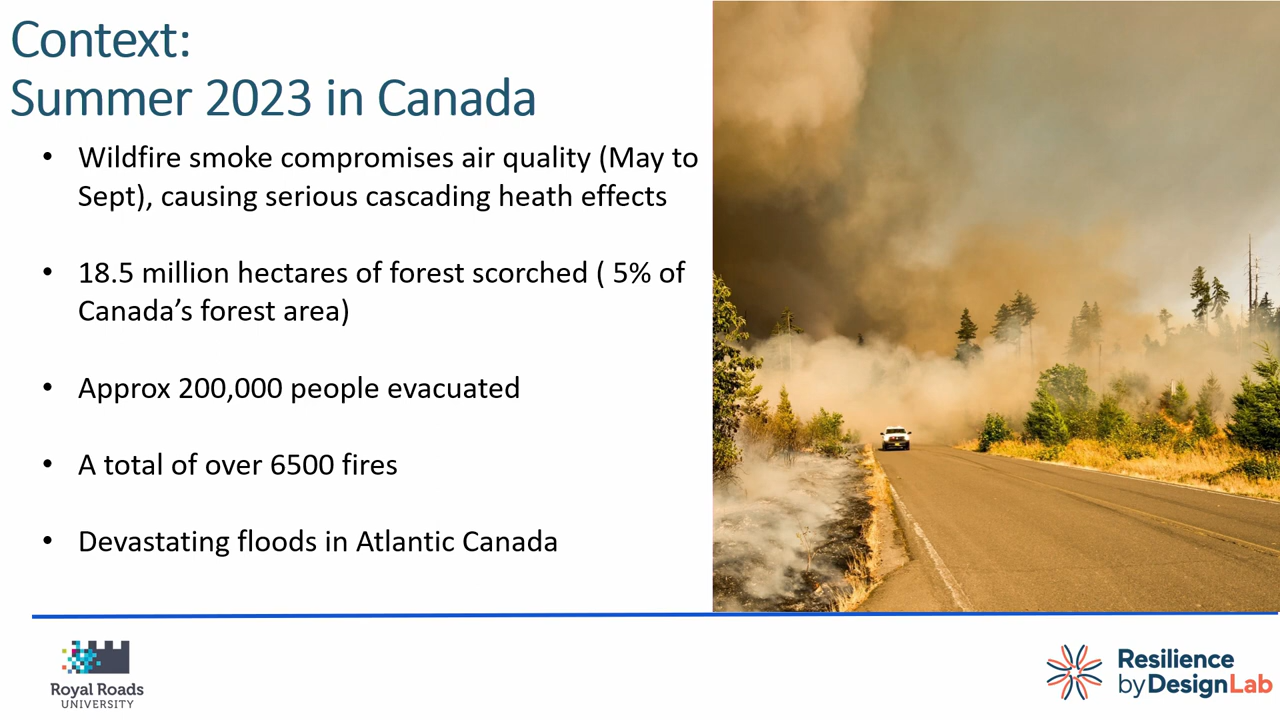 Context:
Summer 2023 in Canada
• Wildfire smoke compromises air quality (May to
Sept), causing serious cascading heath effects
• 18.5 million hectares of forest scorched ( 5% of
Canada’s forest area)
• Approx 200,000 people evacuated
• A total of over 6500 fires
• Devastating floods in Atlantic Canada
Royal Roads
UNIVERSITY
Resilience
byDesignLab